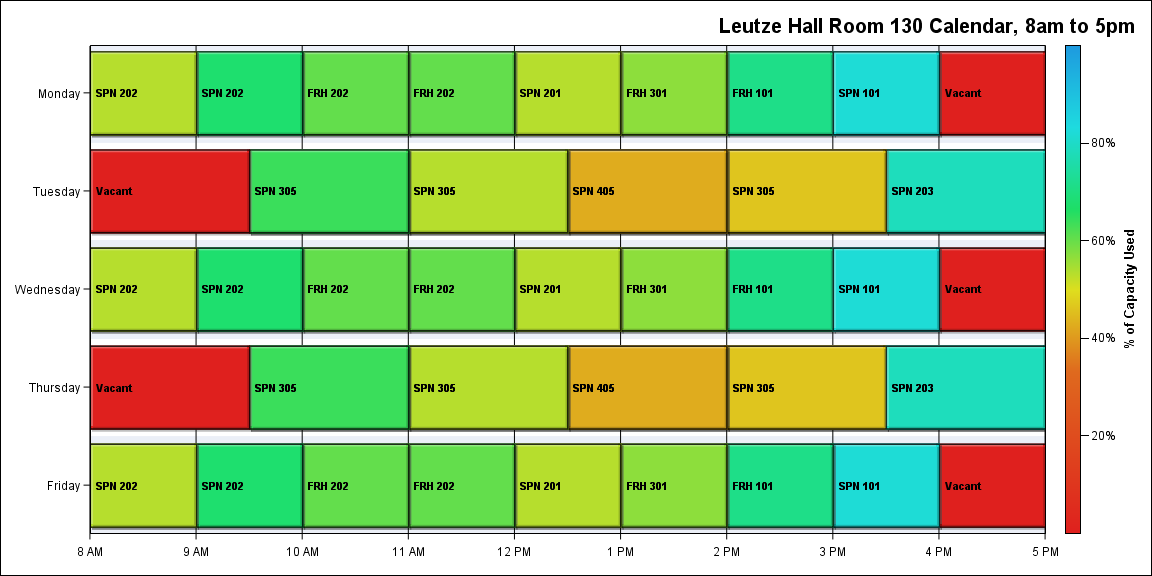 Leutze Hall Room 130 Calendar, 8am to 5pm
Monday
SPN 202 SPN 202 FRH 202 FRH 202 SPN 201 FRH 301 FRH 101 SPN 101 Vacant
Tuesday
Vacant SPN 305 SPN 305 SPN 405 SPN 305 SPN 203
Wednesday
SPN 202 SPN 202 FRH 202 FRH 202 SPN 201 FRH 301 FRH 101 SPN 101 Vacant
Thursday
Vacant SPN 305 SPN 305 SPN 405 SPN 305 SPN 203
Friday
SPN 202 SPN 202 FRH 202 FRH 202 SPN 201 FRH 301 FRH 101 SPN 101 Vacant
8 AM 9 AM 10 AM 11 AM 12 PM 1 PM 2 PM 3 PM 4 PM 5 PM
80%
60%
40%
20%
% of Capacity Used